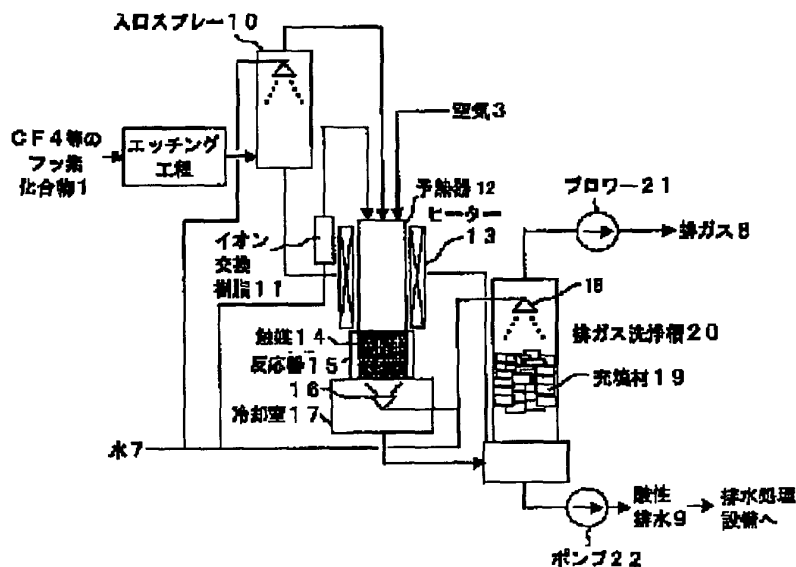 入口スプレー10
空気3
CF4等の
フッ素
化合物1
エッチング
工程
予熱器12
ヒーター
13
ブロワー21
排ガス8
イオン
交換
樹脂11
18
排ガス洗浄槽20
触媒14
反応器15
16
冷却室17
充填材19
水7
酸性
排水9
排水処理
設備へ
ポンプ22